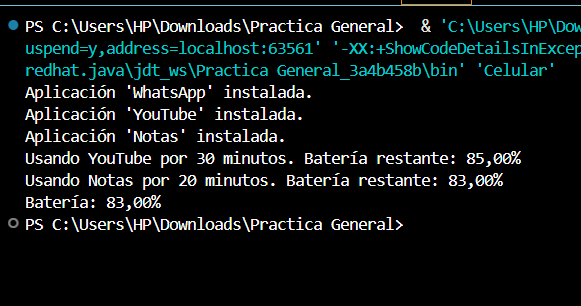 PS C:\Users\HP\Downloads\Practica General>  & 'C:\Users\HP\Dow
uspend=y,address=localhost:63561' '-XX:+ShowCodeDetailsInExcep
redhat.java\jdt_ws\Practica General_3a4b458b\bin' 'Celular'
Aplicación 'WhatsApp' instalada.
Aplicación 'YouTube' instalada.
Aplicación 'Notas' instalada.
Usando YouTube por 30 minutos. Batería restante: 85,00%
Usando Notas por 20 minutos. Batería restante: 83,00%
Batería: 83,00%
PS C:\Users\HP\Downloads\Practica General>